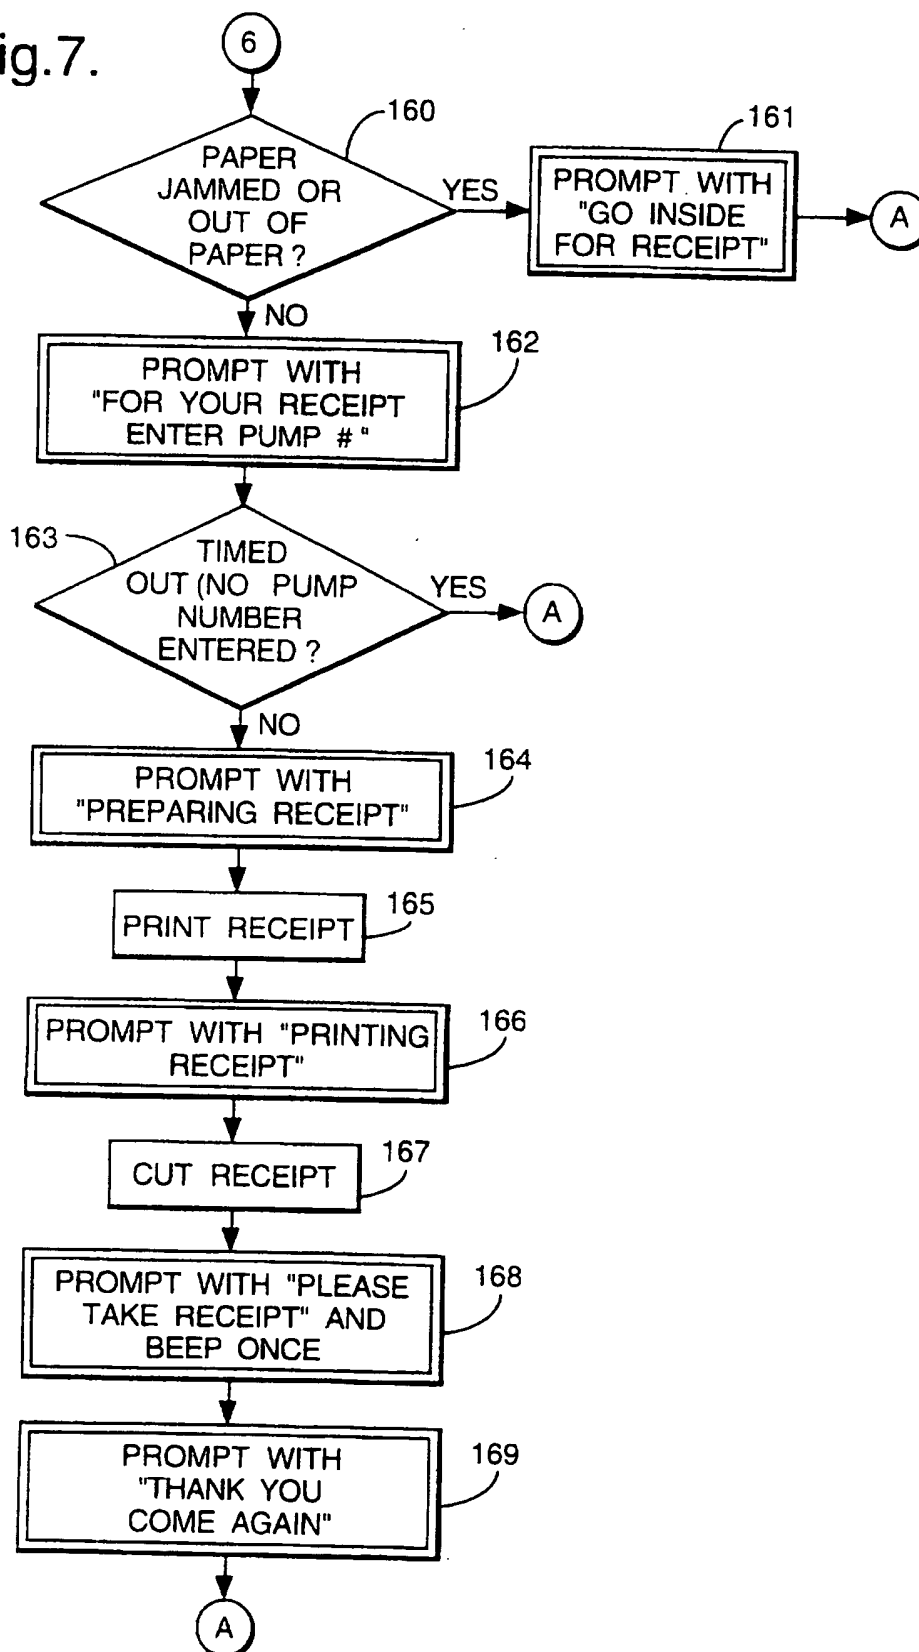 ig.7.
6
160
PAPER
JAMMED OR
OUT OF
PAPER ?
YES
161
PROMPT WITH
"GO INSIDE
FOR RECEIPT"
A
NO
162
PROMPT WITH
"FOR YOUR RECEIPT
ENTER PUMP # "
163
TIMED
OUT (NO PUMP
NUMBER
ENTERED ?
YES
A
NO
164
PROMPT WITH
"PREPARING RECEIPT"
165
PRINT RECEIPT
166
PROMPT WITH "PRINTING
RECEIPT"
167
CUT RECEIPT
168
PROMPT WITH "PLEASE
TAKE RECEIPT" AND
BEEP ONCE
169
PROMPT WITH
"THANK YOU
COME AGAIN"
A